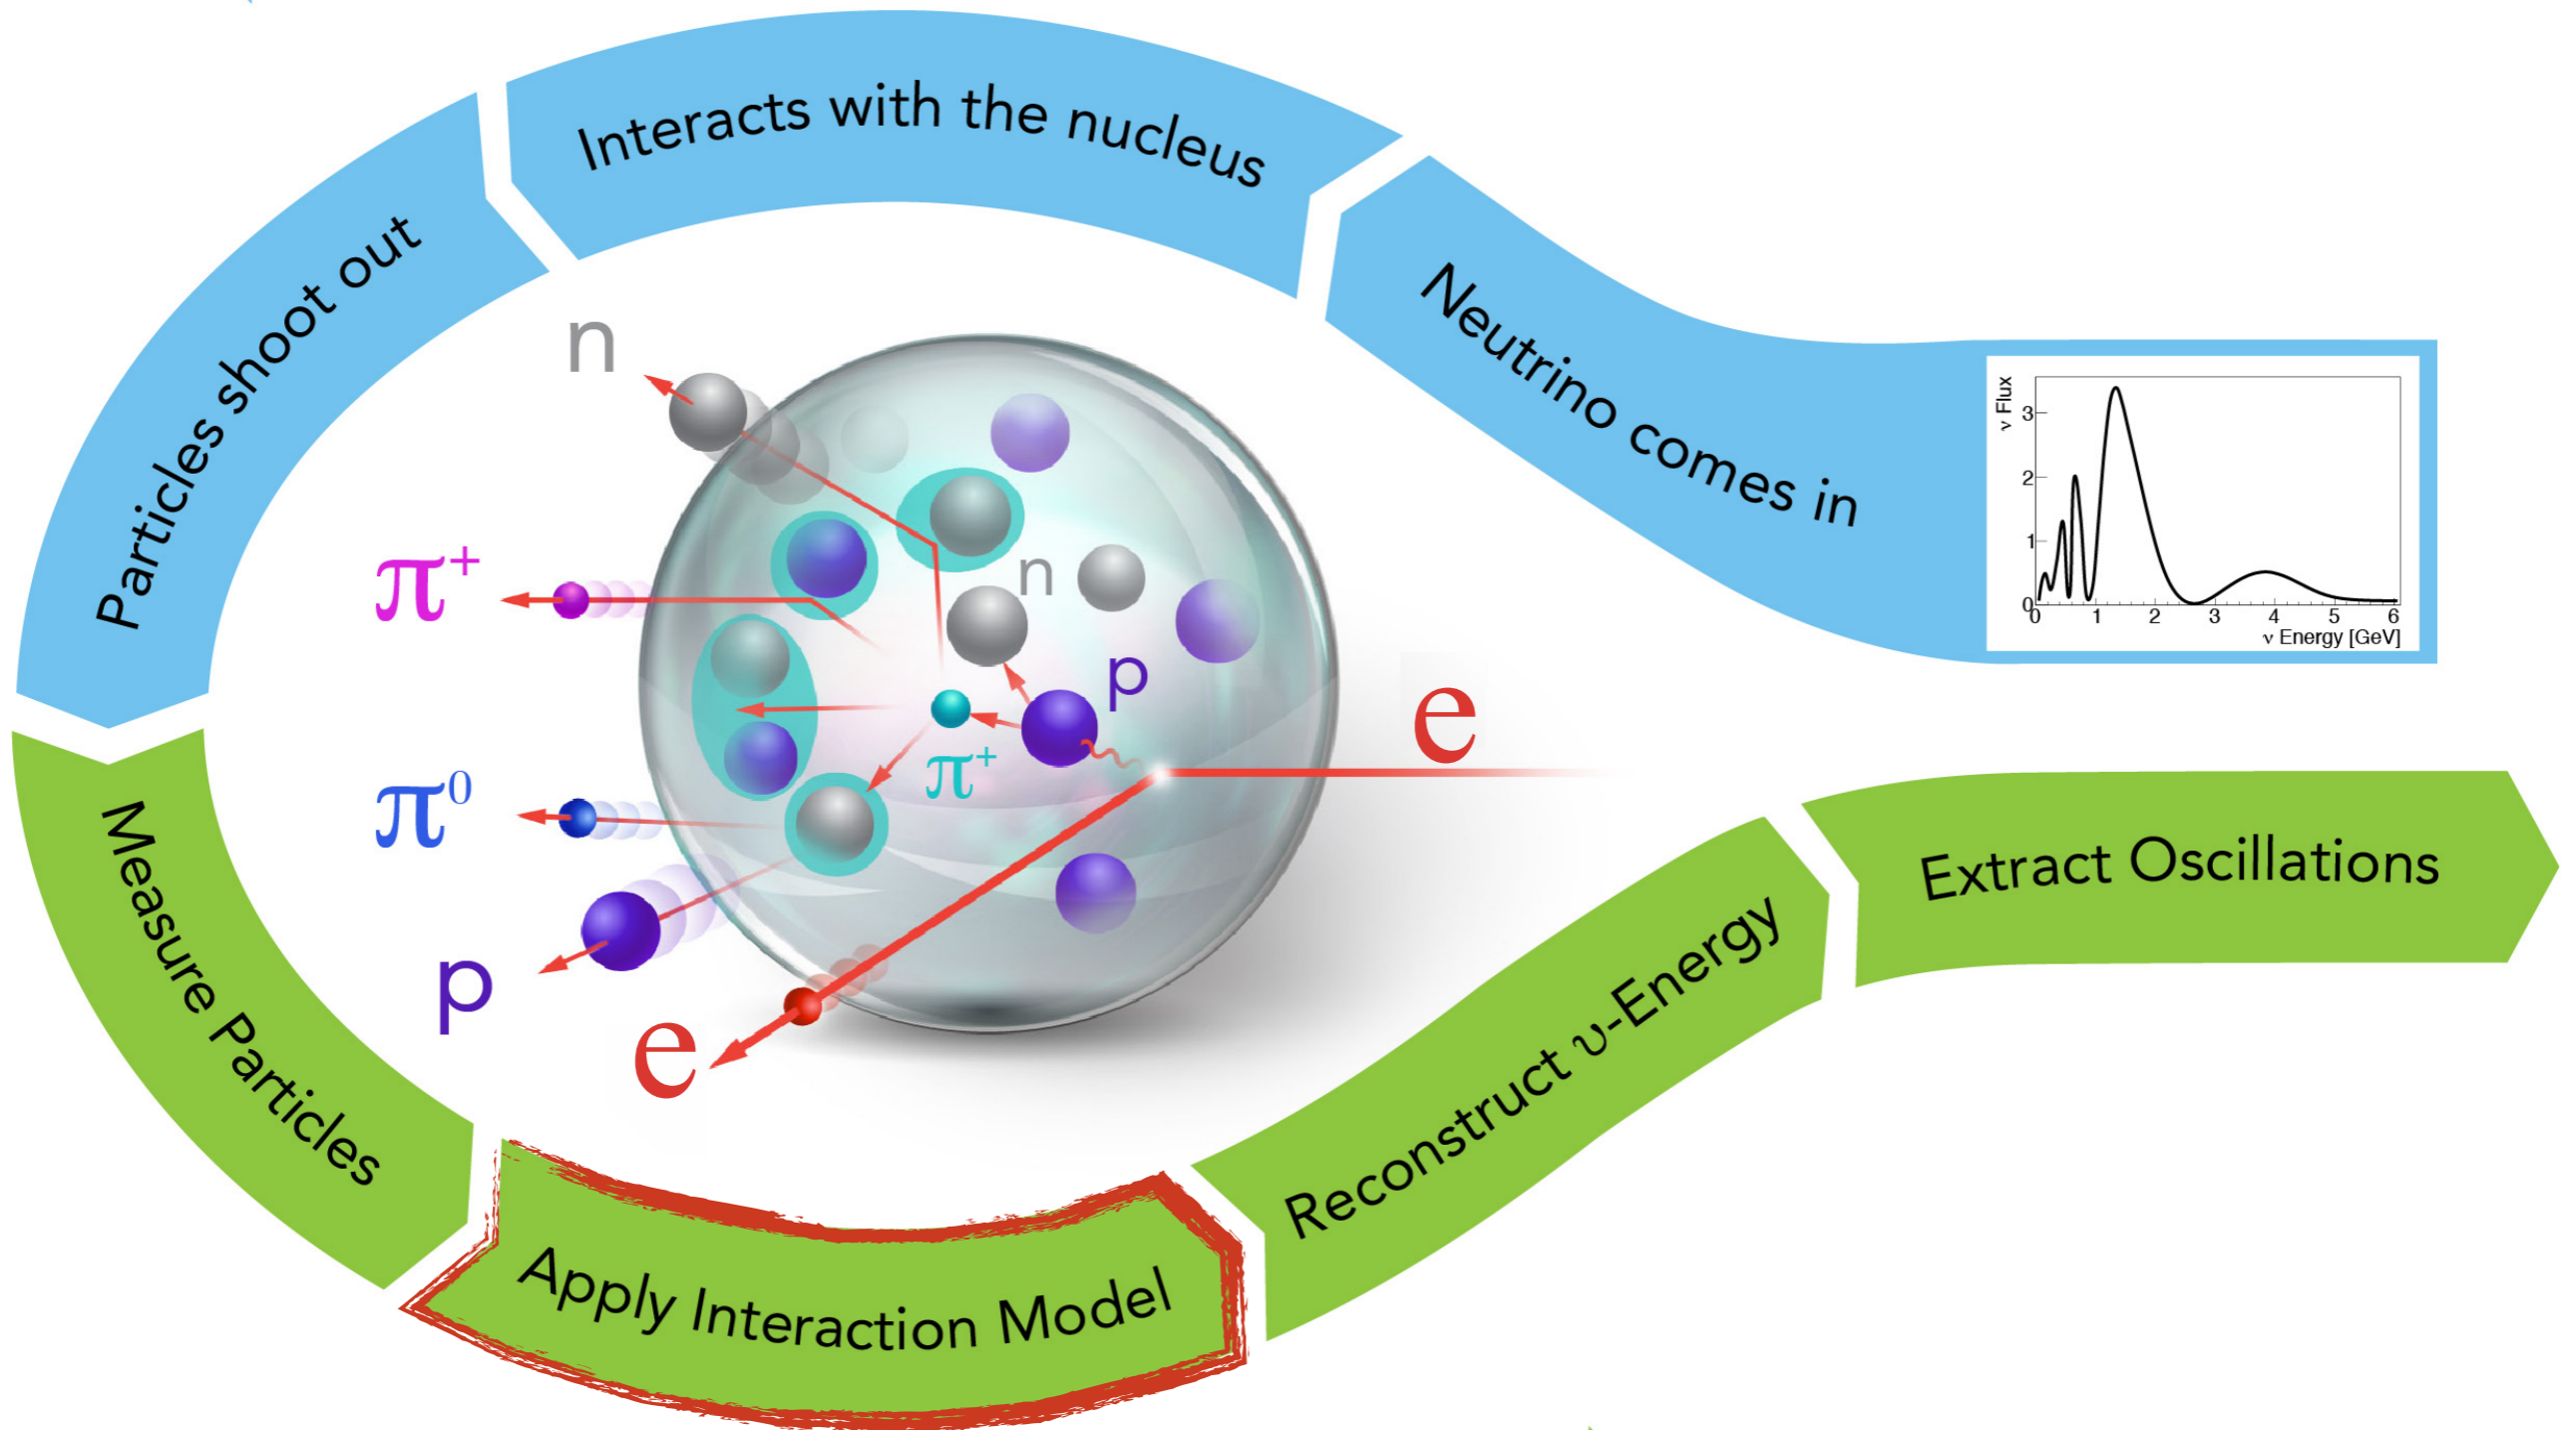 Interacts with the nucleus
Particles shoot out
Neutrino comes in
ν Flux
3
2
1
0
0 1 2 3 4 5 6
ν Energy [GeV]
n
π⁺
n
p
e
π⁺
π⁰
p
e
Measure Particles
Apply Interaction Model
Reconstruct υ-Energy
Extract Oscillations